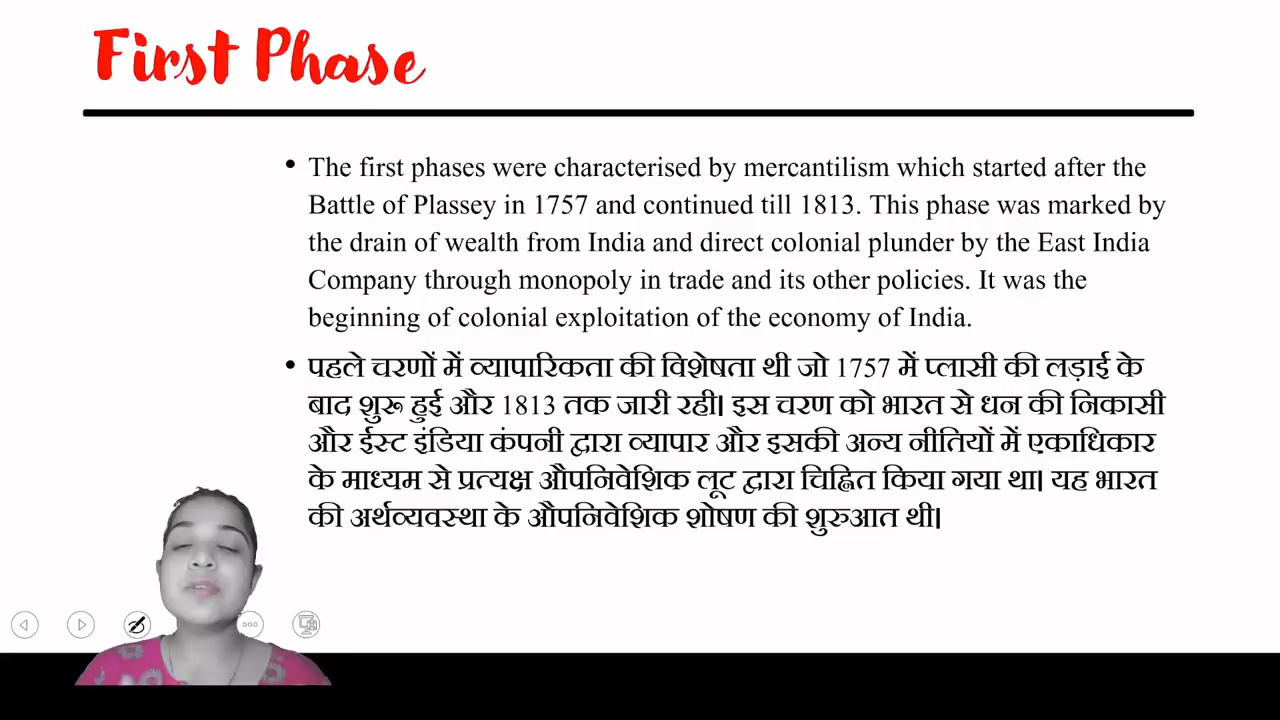 First Phase
• The first phases were characterised by mercantilism which started after the
Battle of Plassey in 1757 and continued till 1813. This phase was marked by
the drain of wealth from India and direct colonial plunder by the East India
Company through monopoly in trade and its other policies. It was the
beginning of colonial exploitation of the economy of India.
• पहले चरणों में व्यापारिकता की विशेषता थी जो 1757 में प्लासी की लड़ाई के
बाद शुरू हुई और 1813 तक जारी रही। इस चरण को भारत से धन की निकासी
और ईस्ट इंडिया कंपनी द्वारा व्यापार और इसकी अन्य नीतियों में एकाधिकार
के माध्यम से प्रत्यक्ष औपनिवेशिक लूट द्वारा चिह्नित किया गया था। यह भारत
की अर्थव्यवस्था के औपनिवेशिक शोषण की शुरुआत थी।